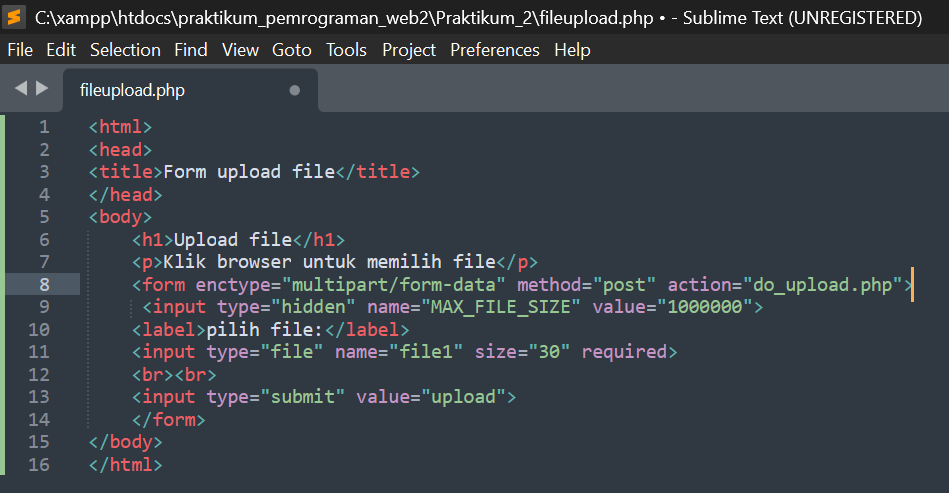 C:\xampp\htdocs\praktikum_pemrograman_web2\Praktikum_2\fileupload.php • - Sublime Text (UNREGISTERED)
File Edit Selection Find View Goto Tools Project Preferences Help
fileupload.php
1 <html>
2 <head>
3 <title>Form upload file</title>
4 </head>
5 <body>
6 <h1>Upload file</h1>
7 <p>Klik browser untuk memilih file</p>
8 <form enctype="multipart/form-data" method="post" action="do_upload.php">
9 <input type="hidden" name="MAX_FILE_SIZE" value="1000000">
10 <label>pilih file:</label>
11 <input type="file" name="file1" size="30" required>
12 <br><br>
13 <input type="submit" value="upload">
14 </form>
15 </body>
16 </html>